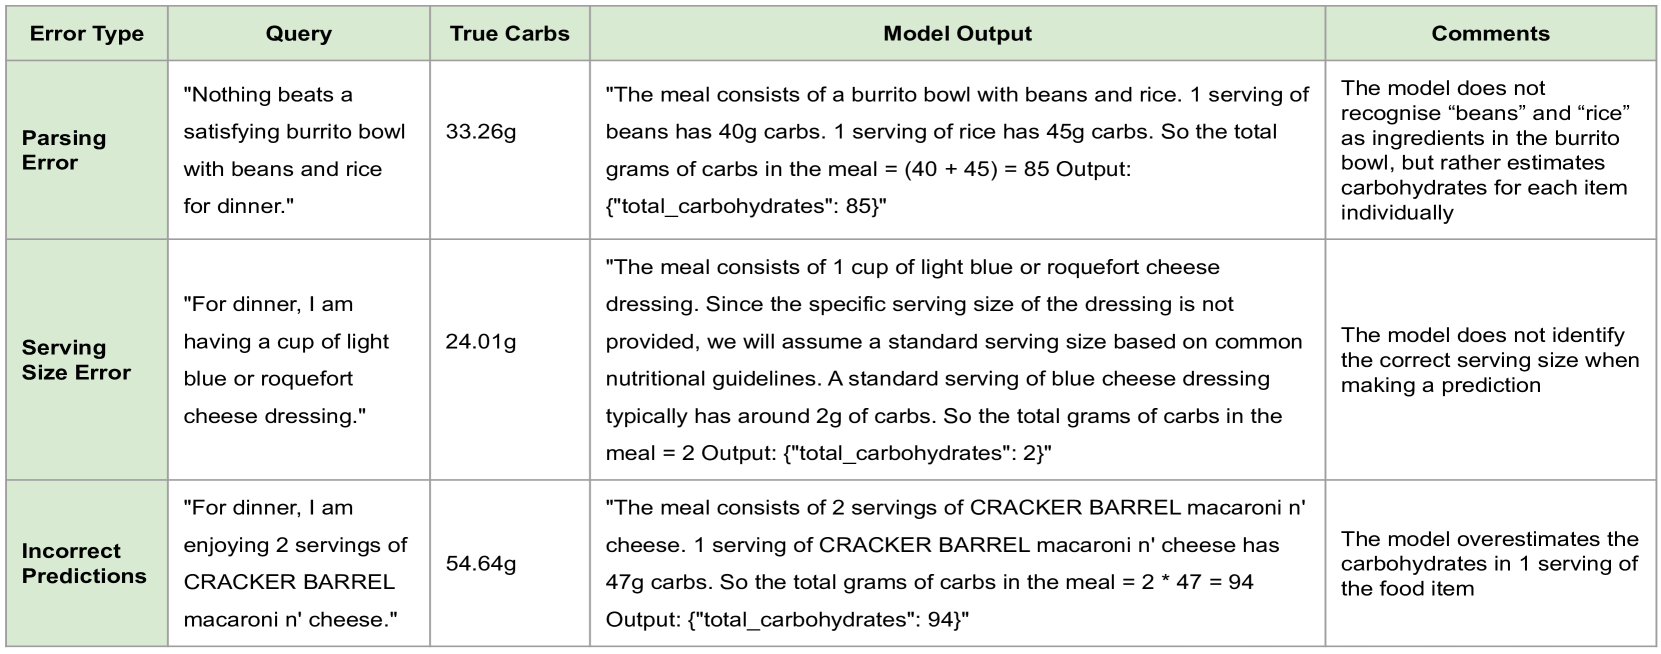 Error Type Query True Carbs Model Output Comments
Parsing
Error
"Nothing beats a
satisfying burrito bowl
with beans and rice
for dinner."
33.26g
"The meal consists of a burrito bowl with beans and rice. 1 serving of
beans has 40g carbs. 1 serving of rice has 45g carbs. So the total
grams of carbs in the meal = (40 + 45) = 85 Output:
{"total_carbohydrates": 85}"
The model does not
recognise “beans” and “rice”
as ingredients in the burrito
bowl, but rather estimates
carbohydrates for each item
individually
Serving
Size Error
"For dinner, I am
having a cup of light
blue or roquefort
cheese dressing."
24.01g
"The meal consists of 1 cup of light blue or roquefort cheese
dressing. Since the specific serving size of the dressing is not
provided, we will assume a standard serving size based on common
nutritional guidelines. A standard serving of blue cheese dressing
typically has around 2g of carbs. So the total grams of carbs in the
meal = 2 Output: {"total_carbohydrates": 2}"
The model does not identify
the correct serving size when
making a prediction
Incorrect
Predictions
"For dinner, I am
enjoying 2 servings of
CRACKER BARREL
macaroni n' cheese."
54.64g
"The meal consists of 2 servings of CRACKER BARREL macaroni n'
cheese. 1 serving of CRACKER BARREL macaroni n' cheese has
47g carbs. So the total grams of carbs in the meal = 2 * 47 = 94
Output: {"total_carbohydrates": 94}"
The model overestimates the
carbohydrates in 1 serving of
the food item